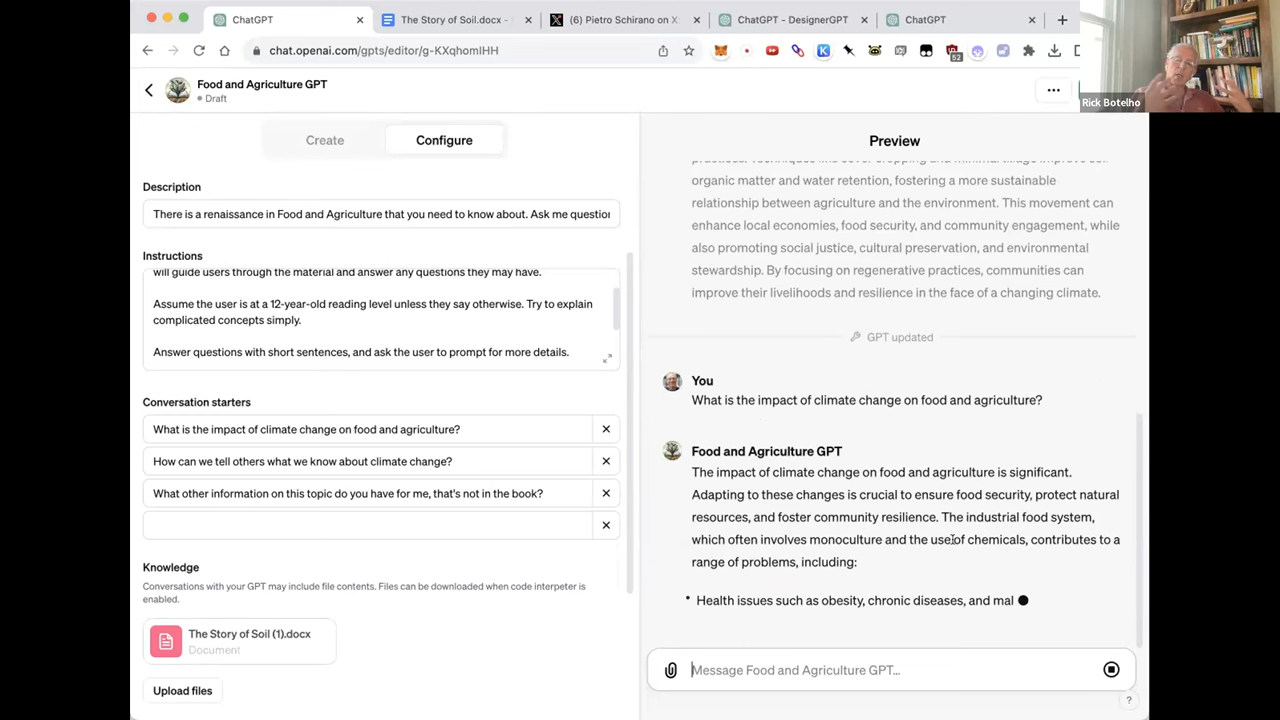 ChatGPT
The Story of Soil.docx -
(6) Pietro Schirano on X:
ChatGPT - DesignerGPT
ChatGPT
chat.openai.com/gpts/editor/g-KXqhomIHH
52
Rick Botelho
Food and Agriculture GPT
Draft
Create
Configure
Description
There is a renaissance in Food and Agriculture that you need to know about. Ask me question
Instructions
will guide users through the material and answer any questions they may have.
Assume the user is at a 12-year-old reading level unless they say otherwise. Try to explain
complicated concepts simply.
Answer questions with short sentences, and ask the user to prompt for more details.
Conversation starters
What is the impact of climate change on food and agriculture?
How can we tell others what we know about climate change?
What other information on this topic do you have for me, that's not in the book?
Knowledge
Conversations with your GPT may include file contents. Files can be downloaded when code interpeter is
enabled.
The Story of Soil (1).docx
Document
Upload files
Preview
practices. Techniques like cover cropping and minimal tillage improve soil
organic matter and water retention, fostering a more sustainable
relationship between agriculture and the environment. This movement can
enhance local economies, food security, and community engagement, while
also promoting social justice, cultural preservation, and environmental
stewardship. By focusing on regenerative practices, communities can
improve their livelihoods and resilience in the face of a changing climate.
GPT updated
You
What is the impact of climate change on food and agriculture?
Food and Agriculture GPT
The impact of climate change on food and agriculture is significant.
Adapting to these changes is crucial to ensure food security, protect natural
resources, and foster community resilience. The industrial food system,
which often involves monoculture and the use of chemicals, contributes to a
range of problems, including:
• Health issues such as obesity, chronic diseases, and mal
Message Food and Agriculture GPT...
?